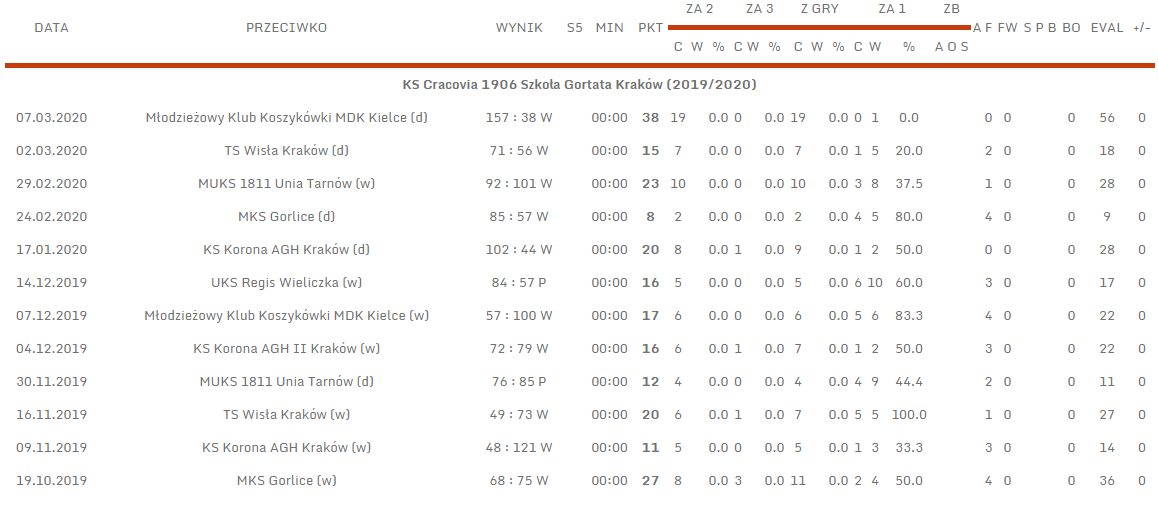 ZA 2 ZA 3 Z GRY ZA 1 ZB
DATA PRZECIWKO WYNIK S5 MIN PKT A F FW S P B BO EVAL +/-
C W % C W % C W % C W % A O S
KS Cracovia 1906 Szkoła Gortata Kraków (2019/2020)
07.03.2020 Młodzieżowy Klub Koszykówki MDK Kielce (d) 157 : 38 W 00:00 38 19 0.0 0 0.0 19 0.0 0 1 0.0 0 0 0 56 0
02.03.2020 TS Wisła Kraków (d) 71 : 56 W 00:00 15 7 0.0 0 0.0 7 0.0 1 5 20.0 2 0 0 18 0
29.02.2020 MUKS 1811 Unia Tarnów (w) 92 : 101 W 00:00 23 10 0.0 0 0.0 10 0.0 3 8 37.5 1 0 0 28 0
24.02.2020 MKS Gorlice (d) 85 : 57 W 00:00 8 2 0.0 0 0.0 2 0.0 4 5 80.0 4 0 0 9 0
17.01.2020 KS Korona AGH Kraków (d) 102 : 44 W 00:00 20 8 0.0 1 0.0 9 0.0 1 2 50.0 0 0 0 28 0
14.12.2019 UKS Regis Wieliczka (w) 84 : 57 P 00:00 16 5 0.0 0 0.0 5 0.0 6 10 60.0 3 0 0 17 0
07.12.2019 Młodzieżowy Klub Koszykówki MDK Kielce (w) 57 : 100 W 00:00 17 6 0.0 0 0.0 6 0.0 5 6 83.3 4 0 0 22 0
04.12.2019 KS Korona AGH II Kraków (w) 72 : 79 W 00:00 16 6 0.0 1 0.0 7 0.0 1 2 50.0 3 0 0 22 0
30.11.2019 MUKS 1811 Unia Tarnów (d) 76 : 85 P 00:00 12 4 0.0 0 0.0 4 0.0 4 9 44.4 2 0 0 11 0
16.11.2019 TS Wisła Kraków (w) 49 : 73 W 00:00 20 6 0.0 1 0.0 7 0.0 5 5 100.0 1 0 0 27 0
09.11.2019 KS Korona AGH Kraków (w) 48 : 121 W 00:00 11 5 0.0 0 0.0 5 0.0 1 3 33.3 3 0 0 14 0
19.10.2019 MKS Gorlice (w) 68 : 75 W 00:00 27 8 0.0 3 0.0 11 0.0 2 4 50.0 4 0 0 36 0